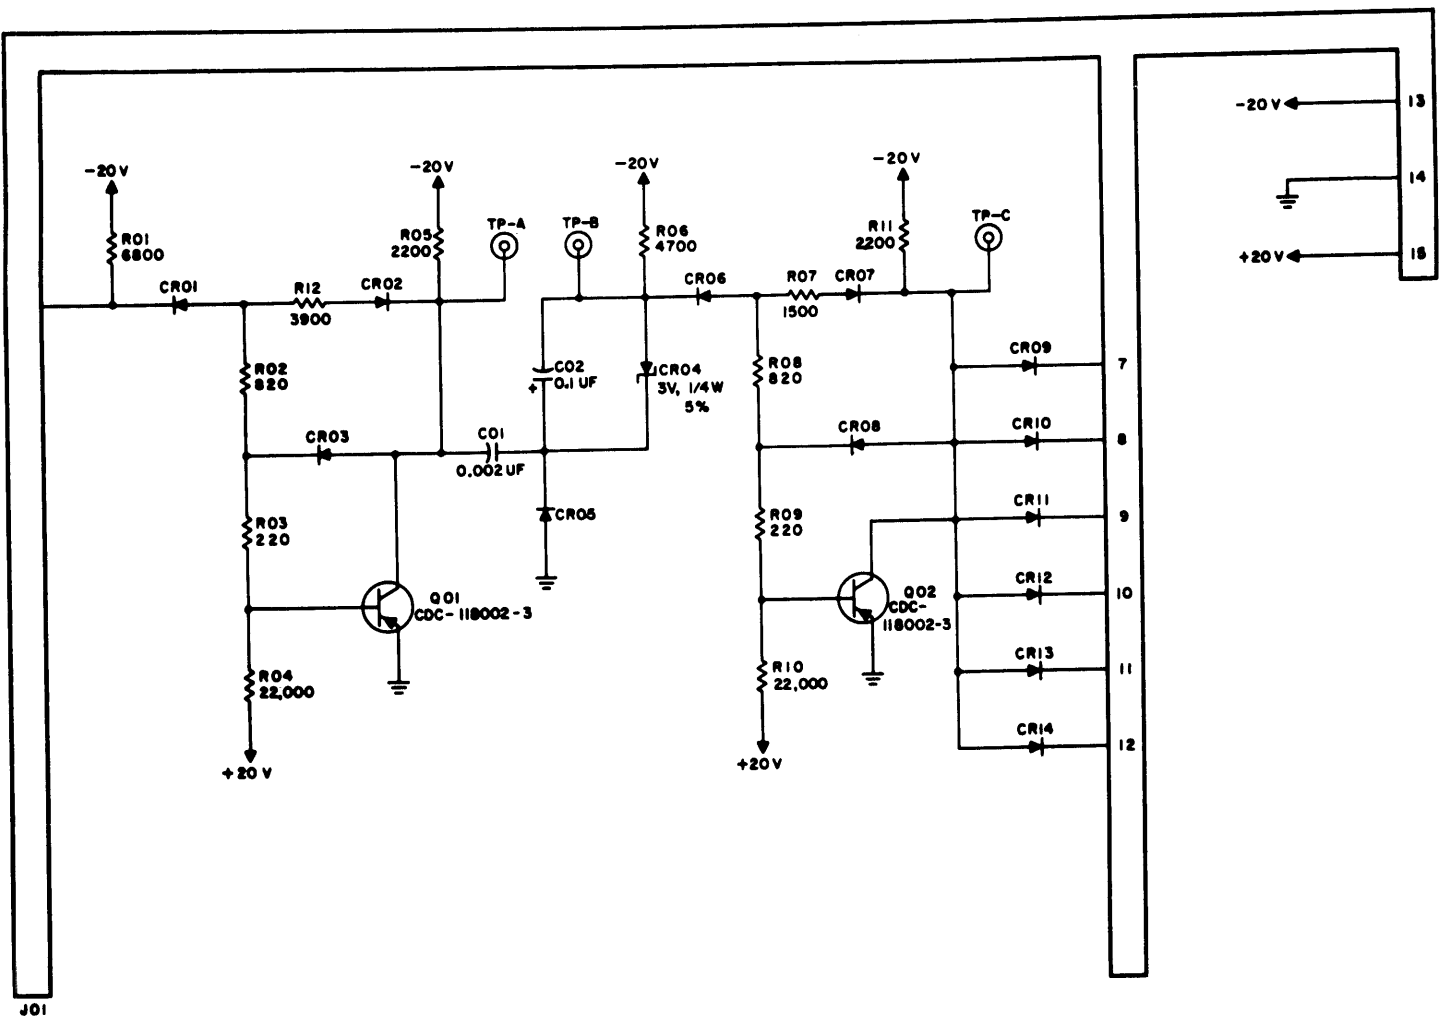 -20V
13
14
+20V
15
-20V
-20V
-20V
-20V
R01
6800
R05
2200
TP-A
TP-B
R06
4700
R11
2200
TP-C
CR01
R12
3900
CR02
CR06
R07
1500
CR07
R02
820
C02
+
0.1 UF
CR04
3V, 1/4W
5%
R08
820
CR09
7
CR03
C01
0.002UF
CR08
CR10
8
R03
220
CR05
R09
220
CR11
9
Q01
CDC-118002-3
Q02
CDC-
118002-3
CR12
10
R04
22,000
R10
22,000
CR13
11
CR14
12
+20V
+20V
J01